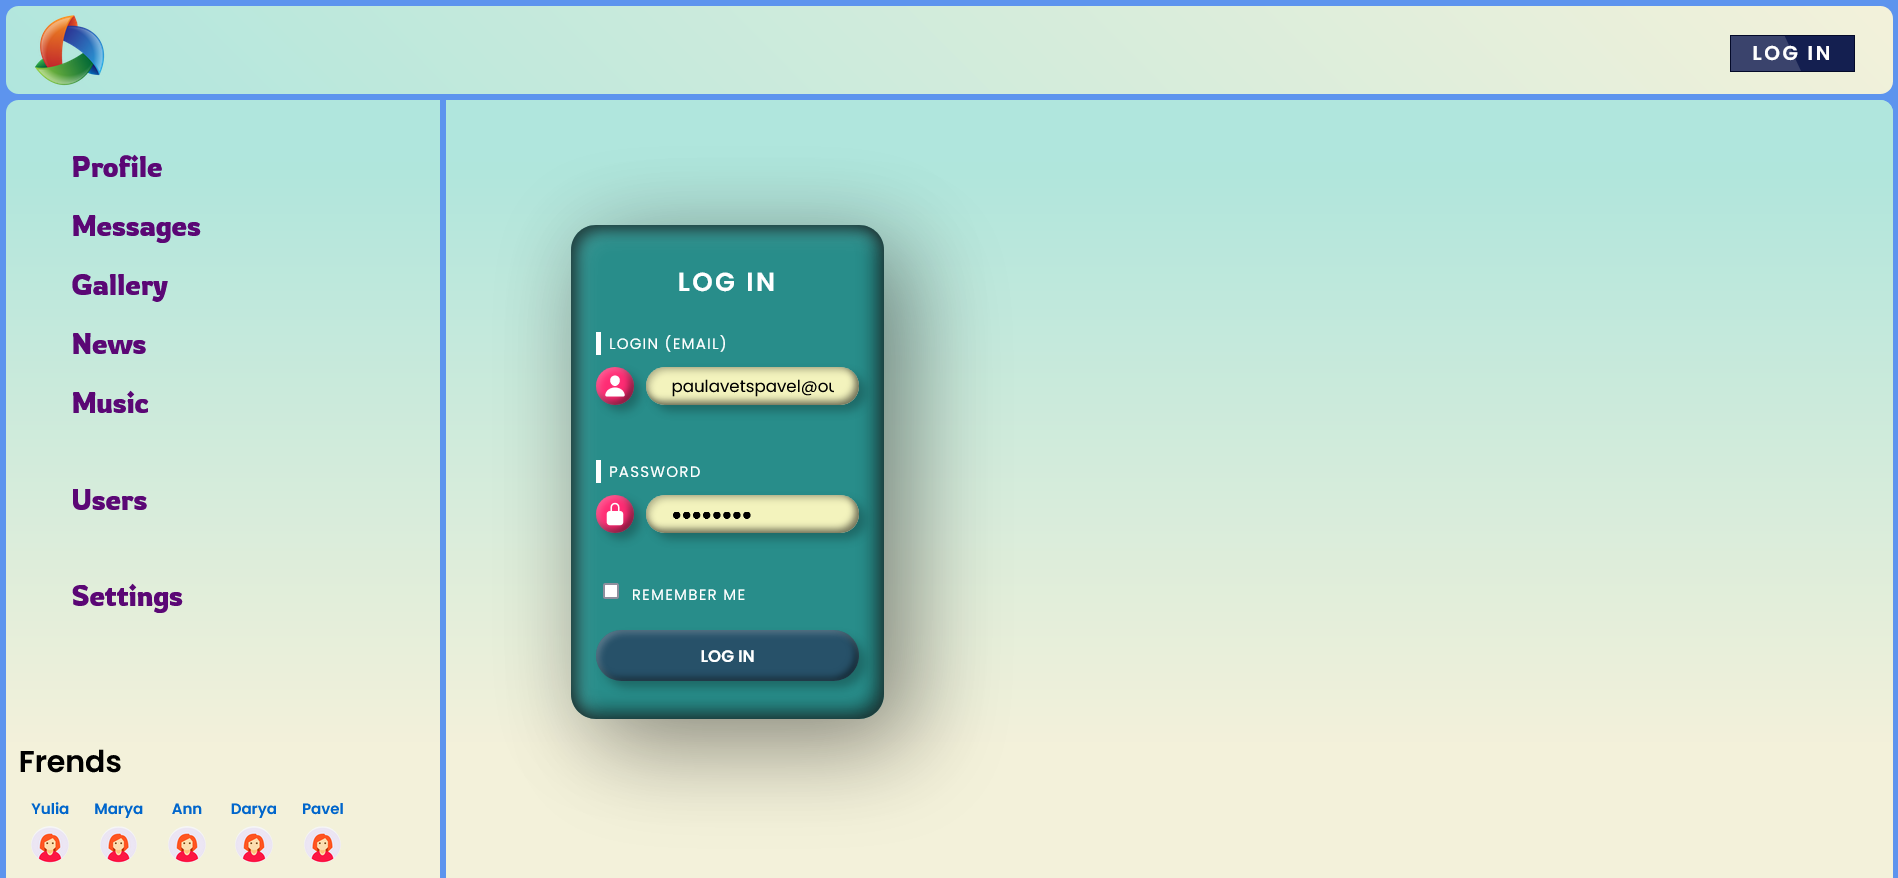 LOG IN
Profile
Messages
Gallery
News
Music
Users
Settings
Frends
Yulia Marya Ann Darya Pavel
LOG IN
LOGIN (EMAIL)
paulavetspavel@ou
PASSWORD
REMEMBER ME
LOG IN